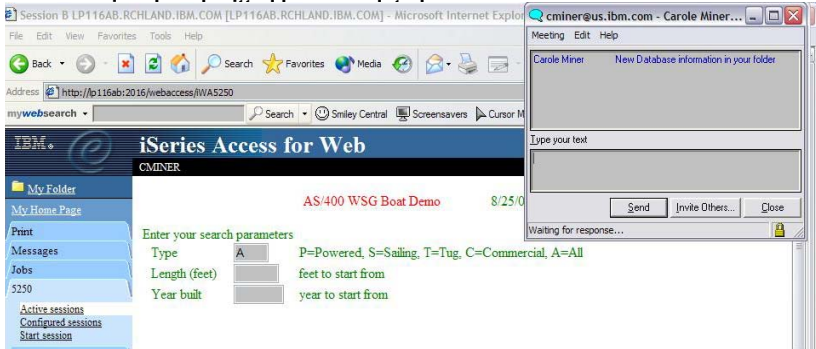 Session B LP116AB.RCHLAND.IBM.COM [LP116AB.RCHLAND.IBM.COM] - Microsoft Internet Explor
File Edit View Favorites Tools Help
Back Search Favorites Media
Address http://lp116ab:2016/webaccess/iWA5250
mywebsearch Search Smiley Central Screensavers Cursor M
IBM. iSeries Access for Web
CMINER
My Folder
My Home Page
Print
Messages
Jobs
5250
Active sessions
Configured sessions
Start session
AS/400 WSG Boat Demo 8/25/0
Enter your search parameters
Type A P=Powered, S=Sailing, T=Tug, C=Commercial, A=All
Length (feet) feet to start from
Year built year to start from
cminer@us.ibm.com - Carole Miner...
Meeting Edit Help
Carole Miner New Database information in your folder
Type your text
Send Invite Others... Close
Waiting for response...